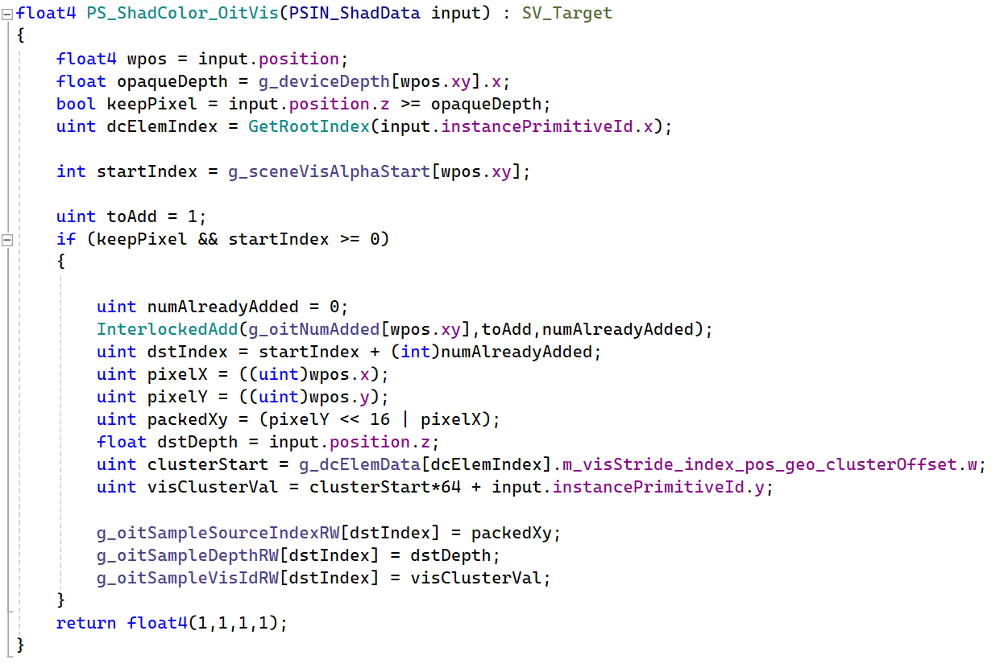 float4 PS_ShadColor_OitVis(PSIN_ShadData input) : SV_Target
{
    float4 wpos = input.position;
    float opaqueDepth = g_deviceDepth[wpos.xy].x;
    bool keepPixel = input.position.z >= opaqueDepth;
    uint dcElemIndex = GetRootIndex(input.instancePrimitiveId.x);

    int startIndex = g_sceneVisAlphaStart[wpos.xy];

    uint toAdd = 1;
    if (keepPixel && startIndex >= 0)
    {

        uint numAlreadyAdded = 0;
        InterlockedAdd(g_oitNumAdded[wpos.xy],toAdd,numAlreadyAdded);
        uint dstIndex = startIndex + (int)numAlreadyAdded;
        uint pixelX = ((uint)wpos.x);
        uint pixelY = ((uint)wpos.y);
        uint packedXy = (pixelY << 16 | pixelX);
        float dstDepth = input.position.z;
        uint clusterStart = g_dcElemData[dcElemIndex].m_visStride_index_pos_geo_clusterOffset.w;
        uint visClusterVal = clusterStart*64 + input.instancePrimitiveId.y;

        g_oitSampleSourceIndexRW[dstIndex] = packedXy;
        g_oitSampleDepthRW[dstIndex] = dstDepth;
        g_oitSampleVisIdRW[dstIndex] = visClusterVal;
    }
    return float4(1,1,1,1);
}